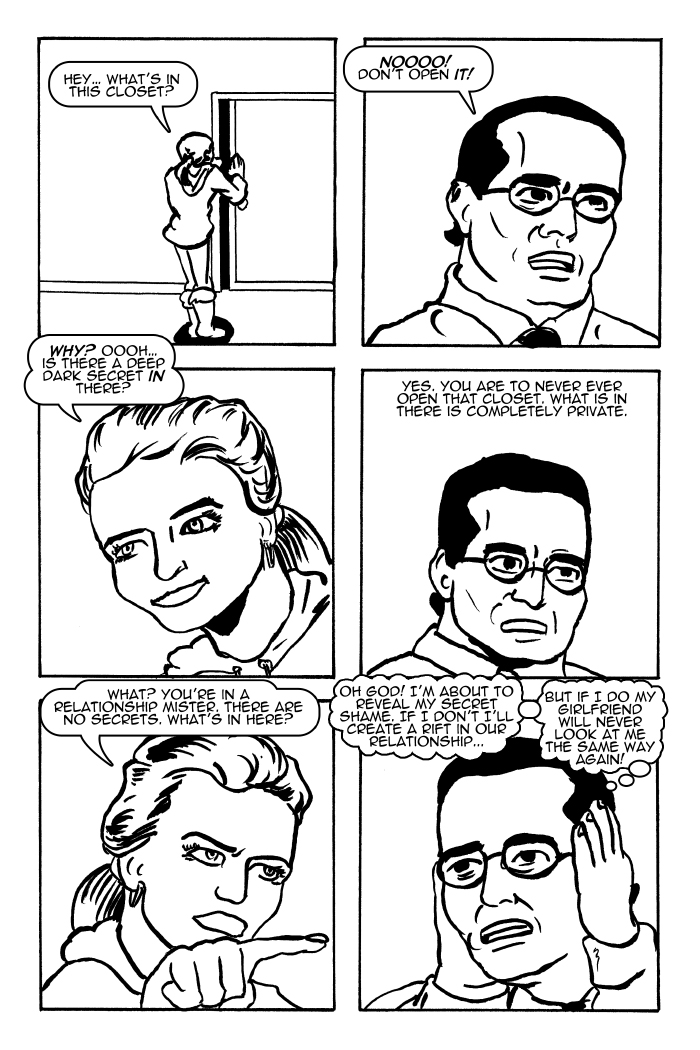 HEY... WHAT'S IN
THIS CLOSET?
NOOOO!
DON'T OPEN IT!
WHY? OOOH...
IS THERE A DEEP
DARK SECRET IN
THERE?
YES. YOU ARE TO NEVER EVER
OPEN THAT CLOSET. WHAT IS IN
THERE IS COMPLETELY PRIVATE.
WHAT? YOU'RE IN A
RELATIONSHIP MISTER. THERE ARE
NO SECRETS. WHAT'S IN HERE?
OH GOD! I'M ABOUT TO
REVEAL MY SECRET
SHAME. IF I DON'T I'LL
CREATE A RIFT IN OUR
RELATIONSHIP...
BUT IF I DO MY
GIRLFRIEND
WILL NEVER
LOOK AT ME
THE SAME WAY
AGAIN!